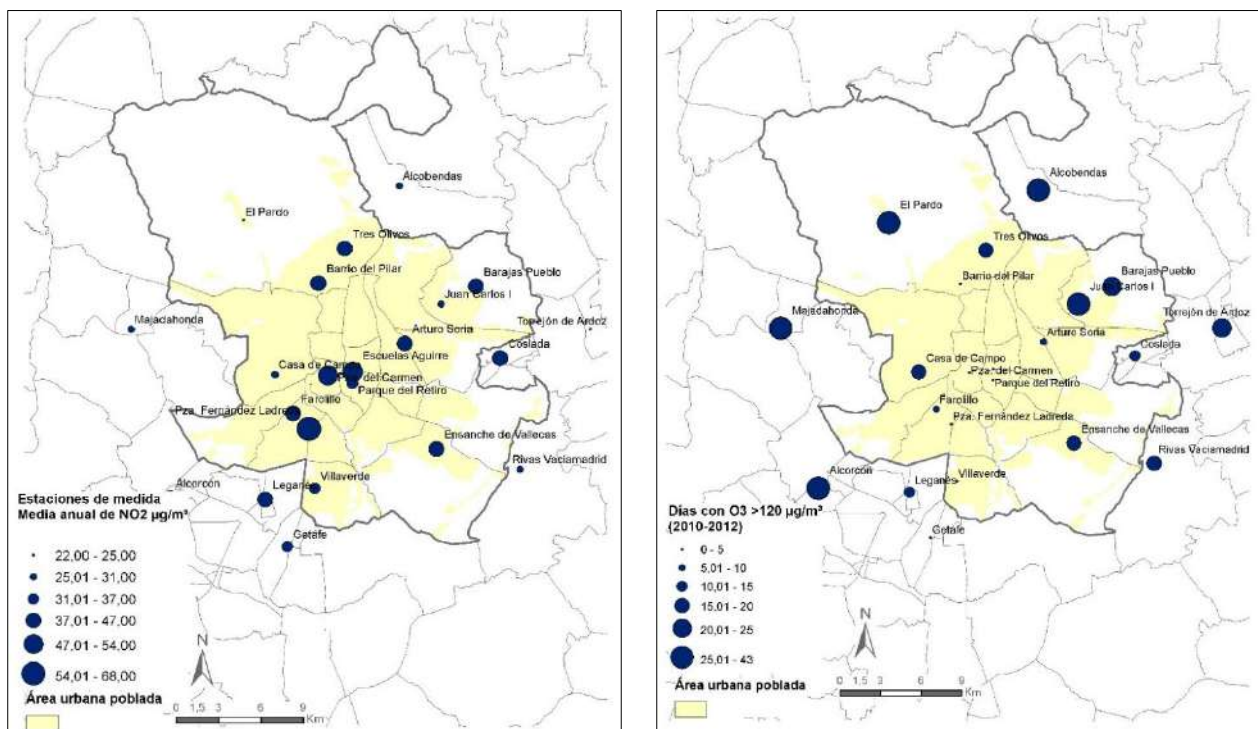 Alcobendas
El Pardo
Tres Olivos
Barrio del Pilar
Barajas Pueblo
Juan Carlos I
Majadahonda
Torrejón de Ardoz
Arturo Soria
Coslada
Escuelas Aguirre
Casa de Campo
Pza. del Carmen
Parque del Retiro
Farolillo
Pza. Fernández Ladreda
Ensanche de Vallecas
Rivas Vaciamadrid
Villaverde
Alcorcón
Leganés
Getafe
Estaciones de medida
Media anual de NO2 µg/m³
22,00 - 25,00
25,01 - 31,00
31,01 - 37,00
37,01 - 47,00
47,01 - 54,00
54,01 - 68,00
Área urbana poblada
N
0 1,5 3 6 9
Km
Alcobendas
El Pardo
Tres Olivos
Barrio del Pilar
Barajas Pueblo
Juan Carlos I
Majadahonda
Torrejón de Ardoz
Arturo Soria
Coslada
Casa de Campo
Pza. del Carmen
Parque del Retiro
Farolillo
Pza. Fernández Ladreda
Ensanche de Vallecas
Rivas Vaciamadrid
Alcorcón
Villaverde
Leganés
Getafe
Días con O3 >120 µg/m³
(2010-2012)
0 - 5
5,01 - 10
10,01 - 15
15,01 - 20
20,01 - 25
25,01 - 43
Área urbana poblada
N
0 1,5 3 6 9
Km